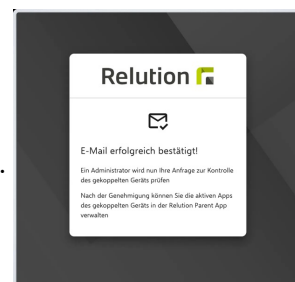 Relution
E-Mail erfolgreich bestätigt!
Ein Administrator wird nun Ihre Anfrage zur Kontrolle
des gekoppelten Geräts prüfen
Nach der Genehmigung können Sie die aktiven Apps
des gekoppelten Geräts in der Relution Parent App
verwalten